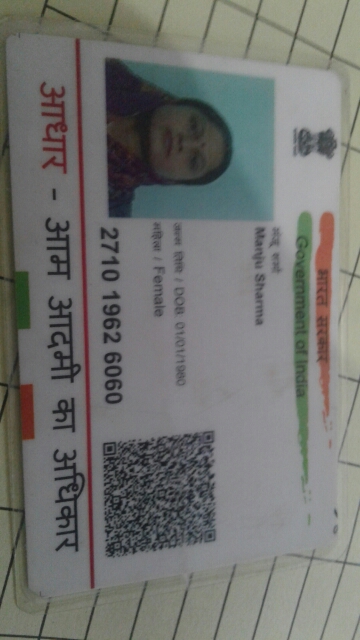 भारत सरकार
Government of India
मंजू शर्मा
Manju Sharma
जन्म तिथि / DOB: 01/01/1980
महिला / Female
2710 1962 6060
आधार - आम आदमी का अधिकार